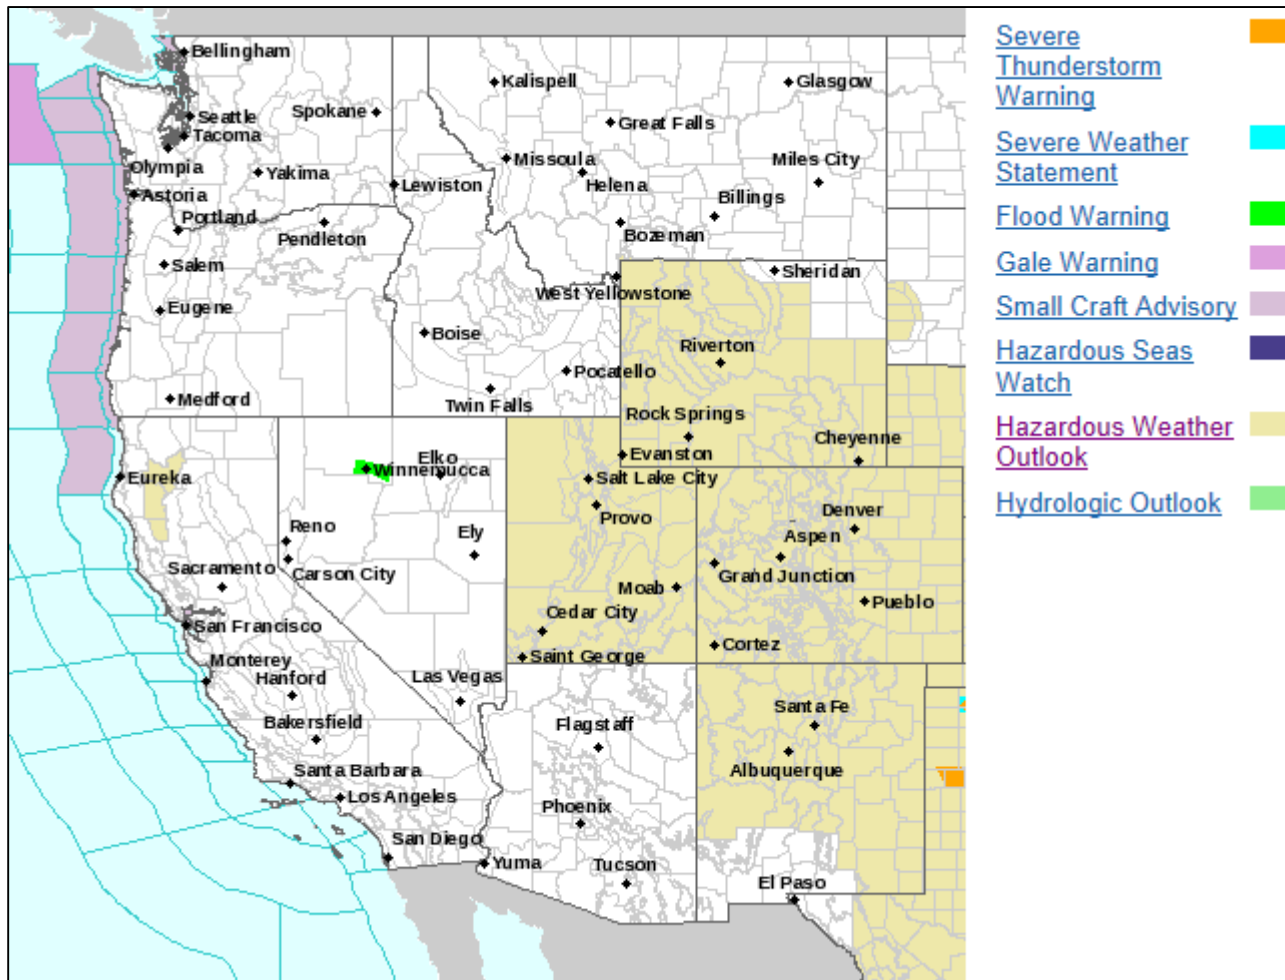 Bellingham
Kalispell
Glasgow
Spokane
Seattle
Great Falls
Tacoma
Olympia
Missoula
Miles City
Yakima
Helena
Lewiston
Astoria
Billings
Portland
Pendleton
Bozeman
Salem
Sheridan
West Yellowstone
Eugene
Boise
Riverton
Pocatello
Medford
Twin Falls
Rock Springs
Cheyenne
Elko
Evanston
Winnemucca
Eureka
Salt Lake City
Provo
Denver
Reno
Ely
Aspen
Sacramento
Carson City
Grand Junction
Moab
Pueblo
Cedar City
San Francisco
Cortez
Saint George
Monterey
Hanford
Las Vegas
Santa Fe
Bakersfield
Flagstaff
Albuquerque
Santa Barbara
Los Angeles
Phoenix
San Diego
Yuma
Tucson
El Paso
Severe
Thunderstorm
Warning
Severe Weather
Statement
Flood Warning
Gale Warning
Small Craft Advisory
Hazardous Seas
Watch
Hazardous Weather
Outlook
Hydrologic Outlook